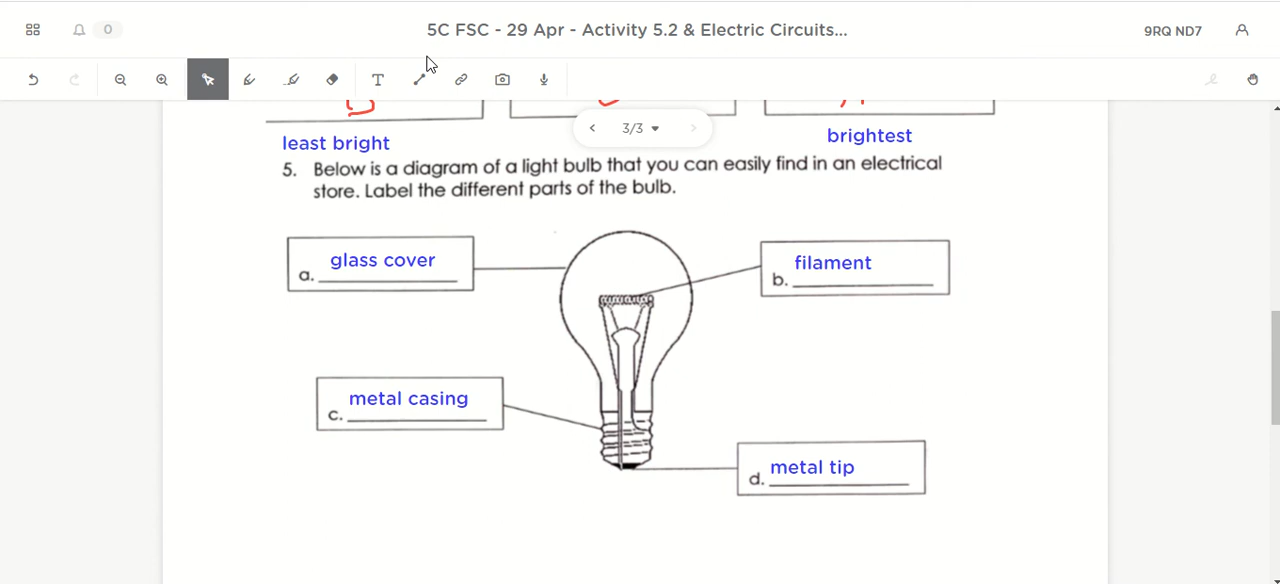 0
5C FSC - 29 Apr - Activity 5.2 & Electric Circuits...
9RQ ND7
T
3/3
least bright
brightest
5. Below is a diagram of a light bulb that you can easily find in an electrical
store. Label the different parts of the bulb.
a. glass cover
b. filament
c. metal casing
d. metal tip